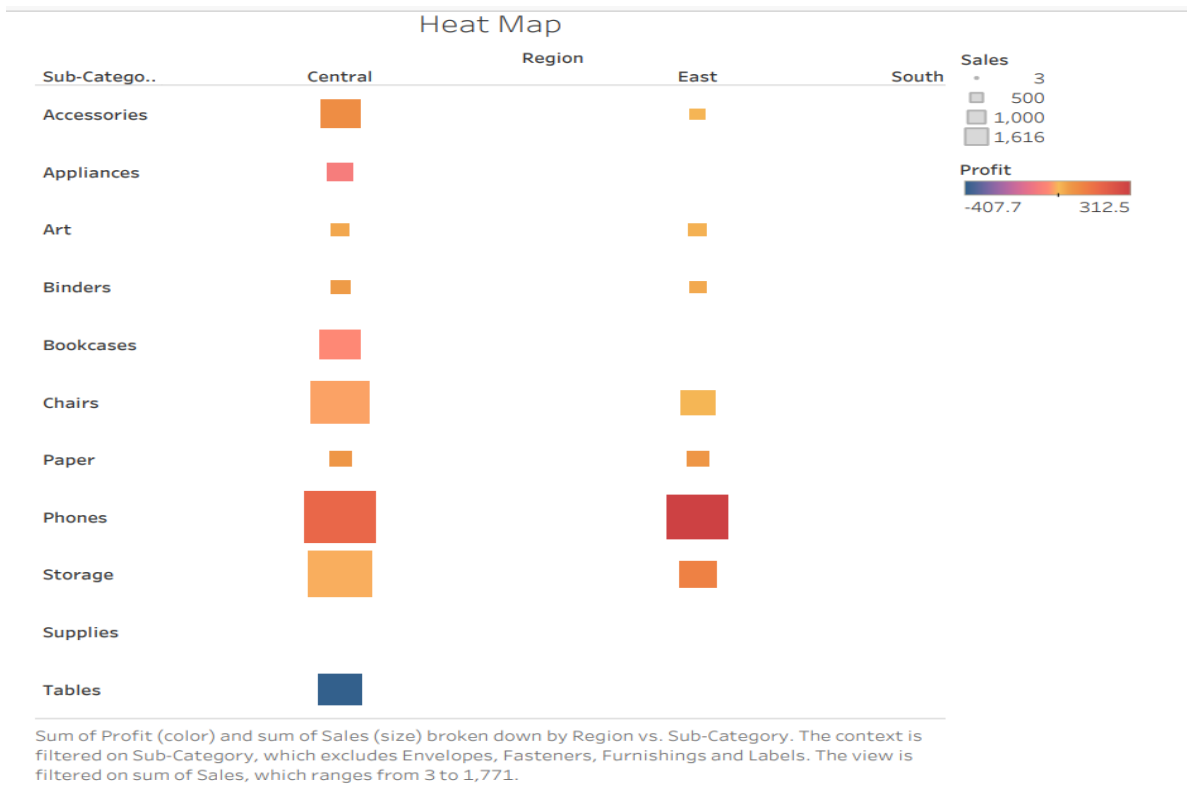 Heat Map
Region
Sub-Catego.. Central East South
Accessories
Appliances
Art
Binders
Bookcases
Chairs
Paper
Phones
Storage
Supplies
Tables
Sales
3
500
1,000
1,616
Profit
-407.7 312.5
Sum of Profit (color) and sum of Sales (size) broken down by Region vs. Sub-Category. The context is
filtered on Sub-Category, which excludes Envelopes, Fasteners, Furnishings and Labels. The view is
filtered on sum of Sales, which ranges from 3 to 1,771.